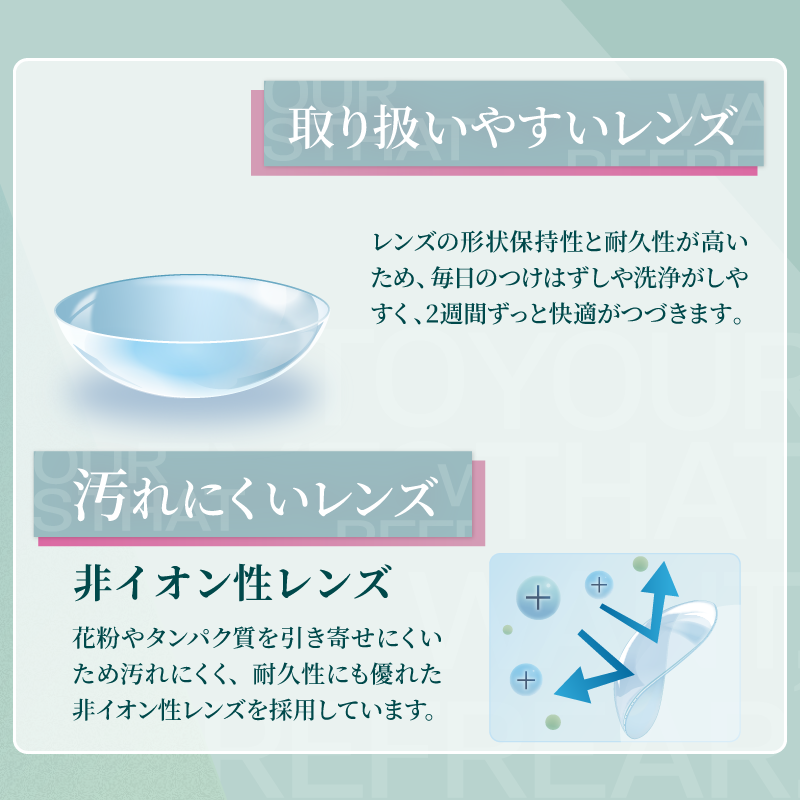 取り扱いやすいレンズ
レンズの形状保持性と耐久性が高い
ため、毎日のつけはずしや洗浄がしや
すく、2週間ずっと快適がつづきます。
汚れにくいレンズ
非イオン性レンズ
花粉やタンパク質を引き寄せにくい
ため汚れにくく、耐久性にも優れた
非イオン性レンズを採用しています。